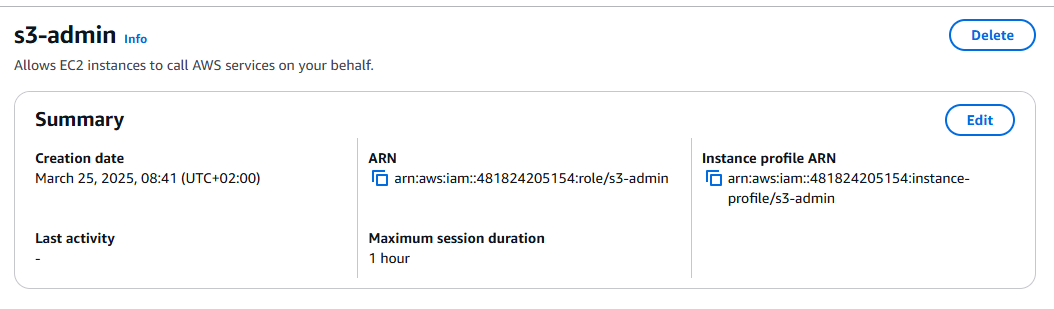 s3-admin Info
Delete
Allows EC2 instances to call AWS services on your behalf.
Summary
Edit
Creation date
March 25, 2025, 08:41 (UTC+02:00)
ARN
arn:aws:iam::481824205154:role/s3-admin
Instance profile ARN
arn:aws:iam::481824205154:instance-
profile/s3-admin
Last activity
-
Maximum session duration
1 hour